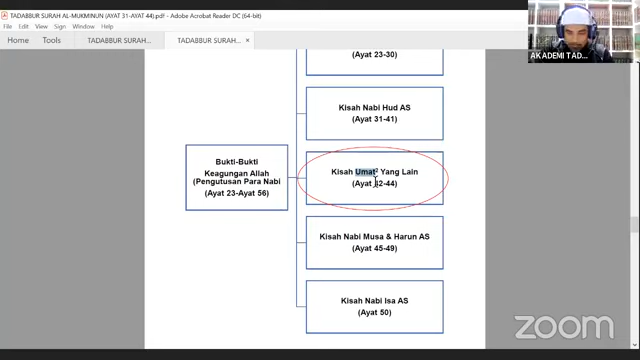 TADABBUR SURAH AL-MUKMINUN (AYAT 31-AYAT 44).pdf - Adobe Acrobat Reader DC (64-bit)
File Edit View Sign Window Help
Home Tools TADABBUR SURAH... TADABBUR SURAH... ×
(Ayat 23-30)
Kisah Nabi Hud AS
(Ayat 31-41)
Bukti-Bukti
Keagungan Allah
(Pengutusan Para Nabi
(Ayat 23-Ayat 56)
Kisah Umat² Yang Lain
(Ayat 42-44)
Kisah Nabi Musa & Harun AS
(Ayat 45-49)
Kisah Nabi Isa AS
(Ayat 50)
AKADEMI TAD...
zoom